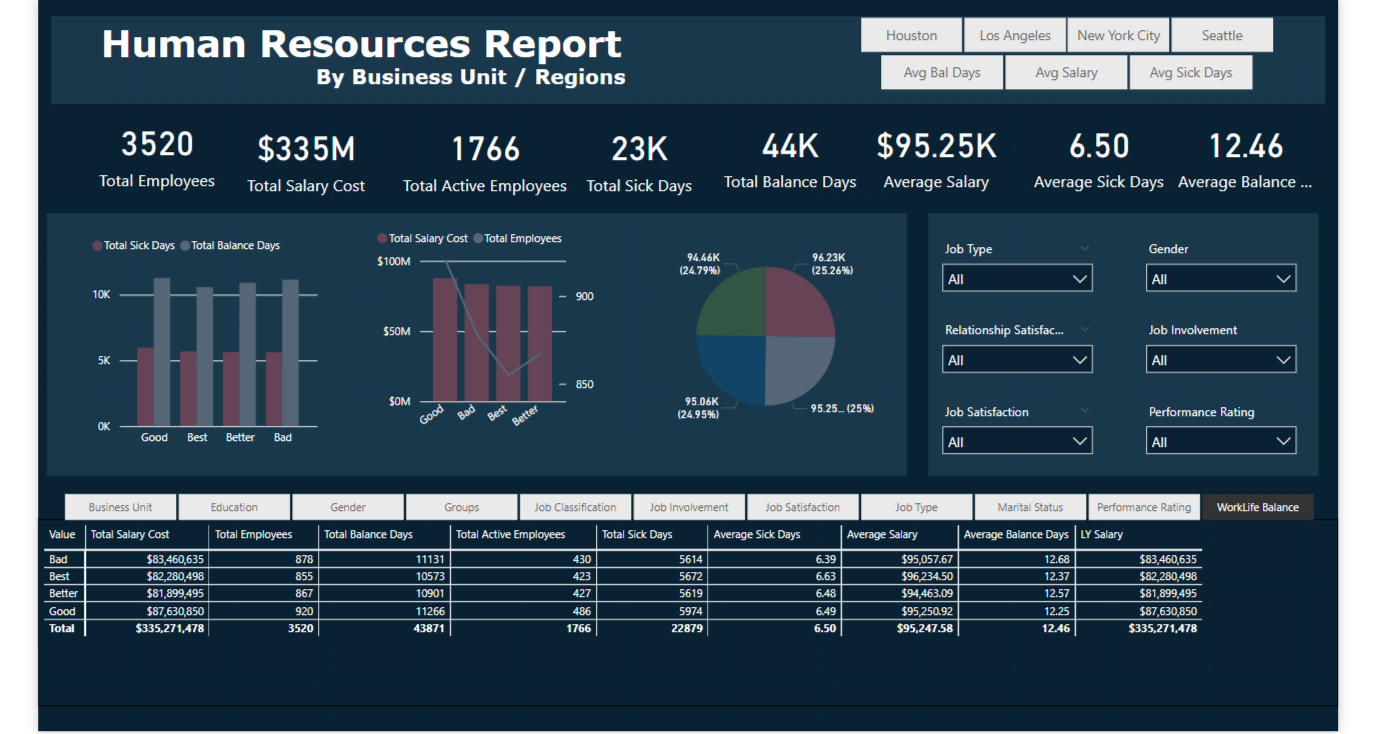 Human Resources Report
By Business Unit / Regions
Houston Los Angeles New York City Seattle
Avg Bal Days Avg Salary Avg Sick Days
3520 $335M 1766 23K 44K $95.25K 6.50 12.46
Total Employees Total Salary Cost Total Active Employees Total Sick Days Total Balance Days Average Salary Average Sick Days Average Balance ...
Total Sick Days Total Balance Days
10K
5K
0K
Good Best Better Bad
Total Salary Cost Total Employees
$100M
900
$50M
850
$0M
Good Bad Best Better
94.46K
(24.79%)
96.23K
(25.26%)
95.06K
(24.95%)
95.25... (25%)
Job Type Gender
All All
Relationship Satisfac... Job Involvement
All All
Job Satisfaction Performance Rating
All All
Business Unit Education Gender Groups Job Classification Job Involvement Job Satisfaction Job Type Marital Status Performance Rating WorkLife Balance
Value Total Salary Cost Total Employees Total Balance Days Total Active Employees Total Sick Days Average Sick Days Average Salary Average Balance Days LY Salary
Bad $83,460,635 878 11131 430 5614 6.39 $95,057.67 12.68 $83,460,635
Best $82,280,498 855 10573 423 5672 6.63 $96,234.50 12.37 $82,280,498
Better $81,899,495 867 10901 427 5619 6.48 $94,463.09 12.57 $81,899,495
Good $87,630,850 920 11266 486 5974 6.49 $95,250.92 12.25 $87,630,850
Total $335,271,478 3520 43871 1766 22879 6.50 $95,247.58 12.46 $335,271,478